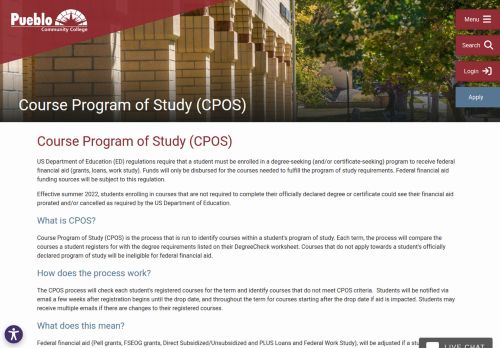 Pueblo
Community College
Menu
Search
Login
Apply
Course Program of Study (CPOS)
Course Program of Study (CPOS)
US Department of Education (ED) regulations require that a student must be enrolled in a degree-seeking (and/or certificate-seeking) program to receive federal
financial aid (grants, loans, work study). Funds will only be disbursed for the courses needed to fulfill the program of study requirements. Federal financial aid
funding sources will be subject to this regulation.
Effective summer 2022, students enrolling in courses that are not required to complete their officially declared degree or certificate could see their financial aid
prorated and/or cancelled as required by the US Department of Education.
What is CPOS?
Course Program of Study (CPOS) is the process that is run to identify courses within a student's program of study. Each term, the process will compare the
courses a student registers for with the degree requirements listed on their DegreeCheck worksheet. Courses that do not apply towards a student's officially
declared program of study will be ineligible for federal financial aid.
How does the process work?
The CPOS process will check each student's registered courses for the term and identify courses that do not meet CPOS criteria. Students will be notified via
email a few weeks after registration begins until the drop date, and throughout the term for courses starting after the drop date if aid is impacted. Students may
receive multiple emails if there are changes to their registered courses.
What does this mean?
Federal financial aid (Pell grants, FSEOG grants, Direct Subsidized/Unsubsidized and PLUS Loans and Federal Work Study), will be adjusted if a stud
LIVE CHAT